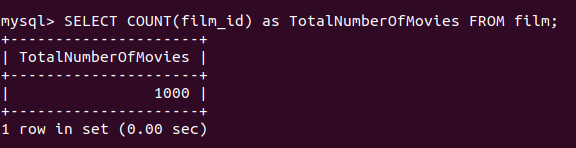 mysql> SELECT COUNT(film_id) as TotalNumberOfMovies FROM film;
+---------------------+
| TotalNumberOfMovies |
+---------------------+
|                1000 |
+---------------------+
1 row in set (0.00 sec)